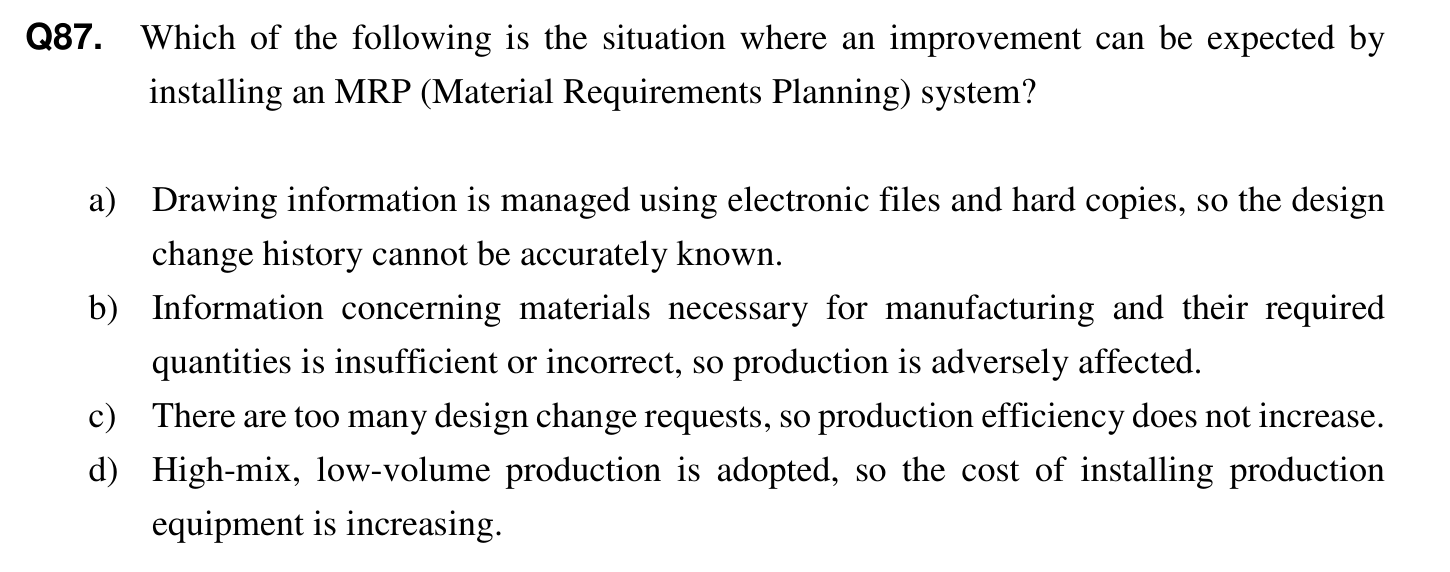 Q87. Which of the following is the situation where an improvement can be expected by
installing an MRP (Material Requirements Planning) system?
a) Drawing information is managed using electronic files and hard copies, so the design
change history cannot be accurately known.
b) Information concerning materials necessary for manufacturing and their required
quantities is insufficient or incorrect, so production is adversely affected.
c) There are too many design change requests, so production efficiency does not increase.
d) High-mix, low-volume production is adopted, so the cost of installing production
equipment is increasing.